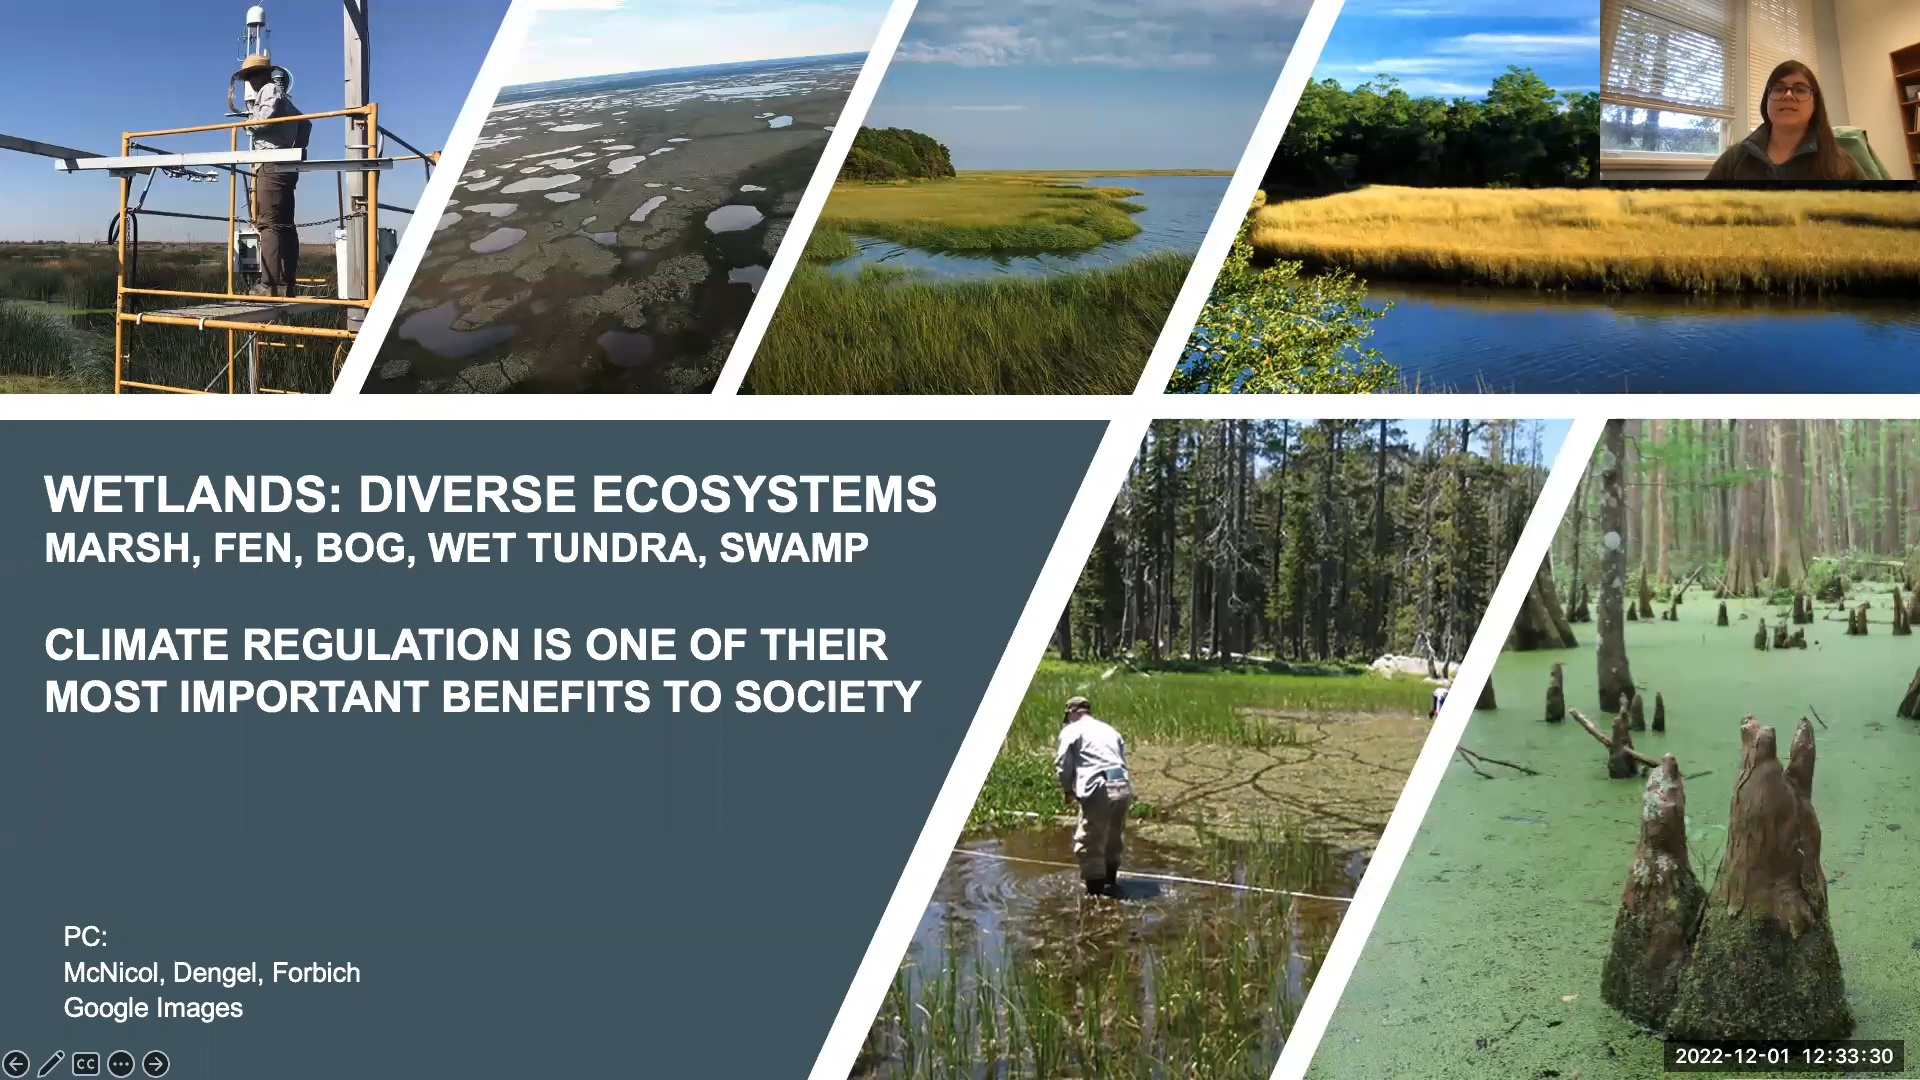 WETLANDS: DIVERSE ECOSYSTEMS
MARSH, FEN, BOG, WET TUNDRA, SWAMP
CLIMATE REGULATION IS ONE OF THEIR
MOST IMPORTANT BENEFITS TO SOCIETY
PC:
McNicol, Dengel, Forbich
Google Images
CC
2022-12-01 12:33:30